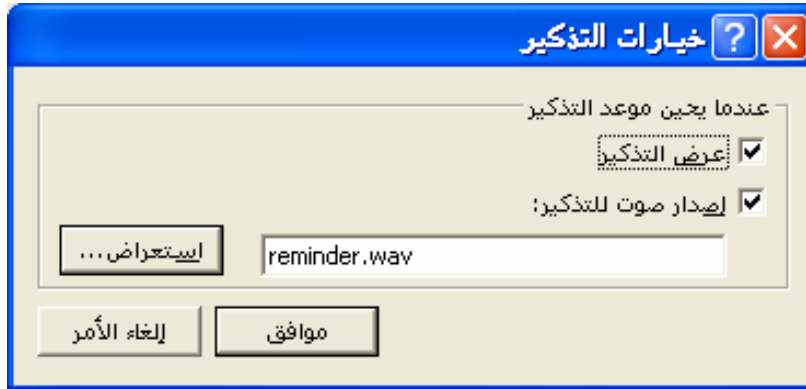 خيارات التذكير
عندما يحين موعد التذكير
عرض التذكير
إصدار صوت للتذكير:
reminder.wav استعراض...
موافق إلغاء الأمر